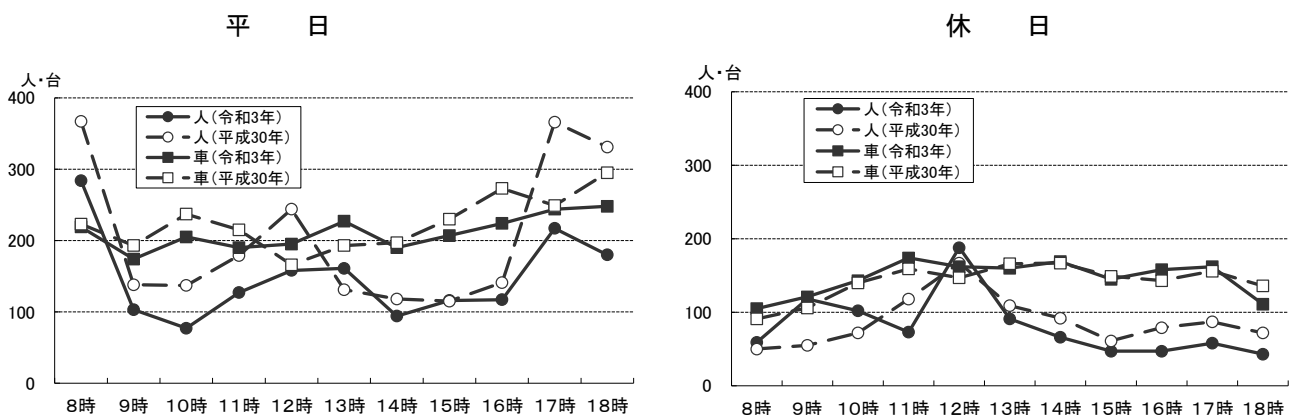 平　　日
人・台
400
300
200
100
0
人(令和3年)
人(平成30年)
車(令和3年)
車(平成30年)
8時 9時 10時 11時 12時 13時 14時 15時 16時 17時 18時
休　　日
人・台
400
300
200
100
0
人(令和3年)
人(平成30年)
車(令和3年)
車(平成30年)
8時 9時 10時 11時 12時 13時 14時 15時 16時 17時 18時